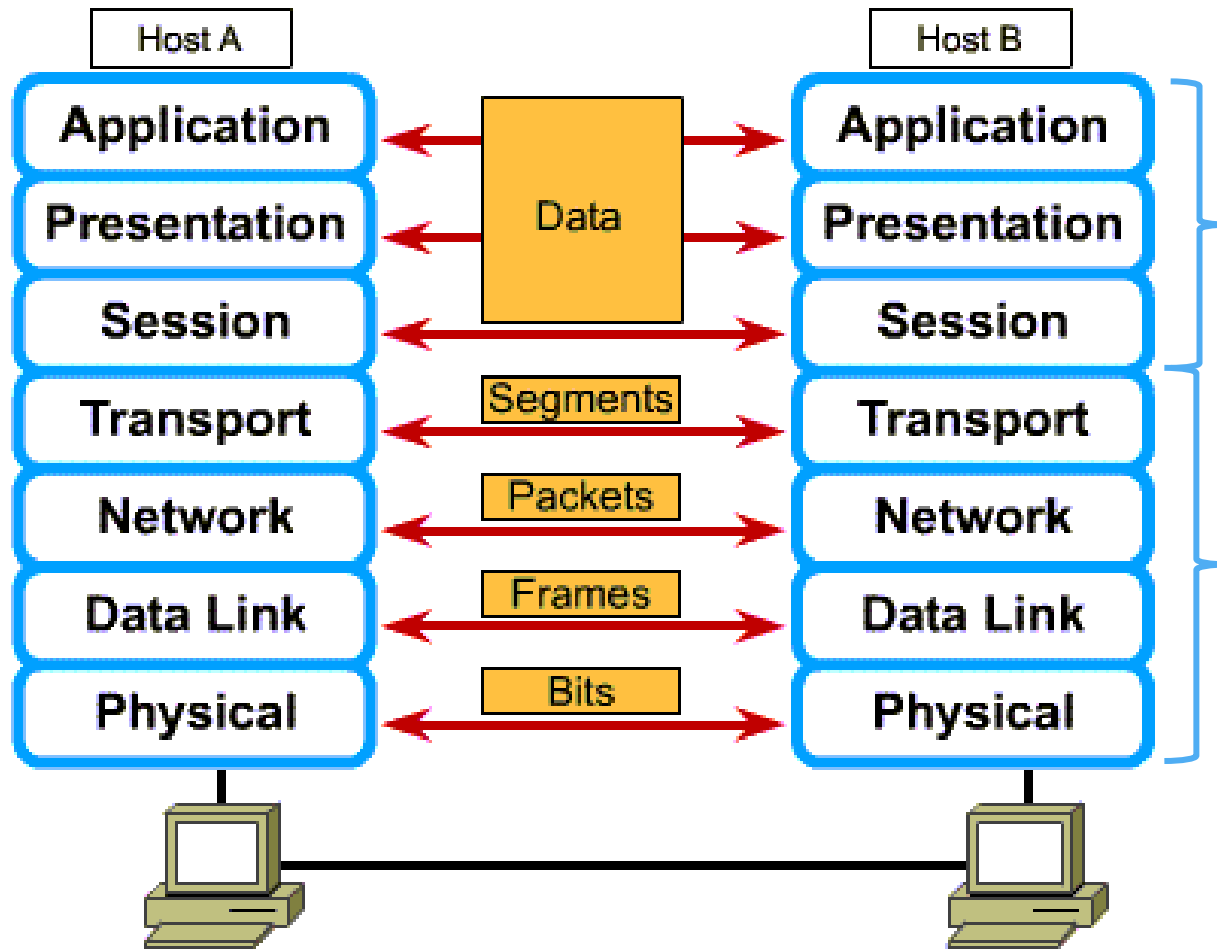 Host A
Host B
Application
Application
Presentation
Data
Presentation
Session
Session
Segments
Transport
Transport
Packets
Network
Network
Frames
Data Link
Data Link
Bits
Physical
Physical